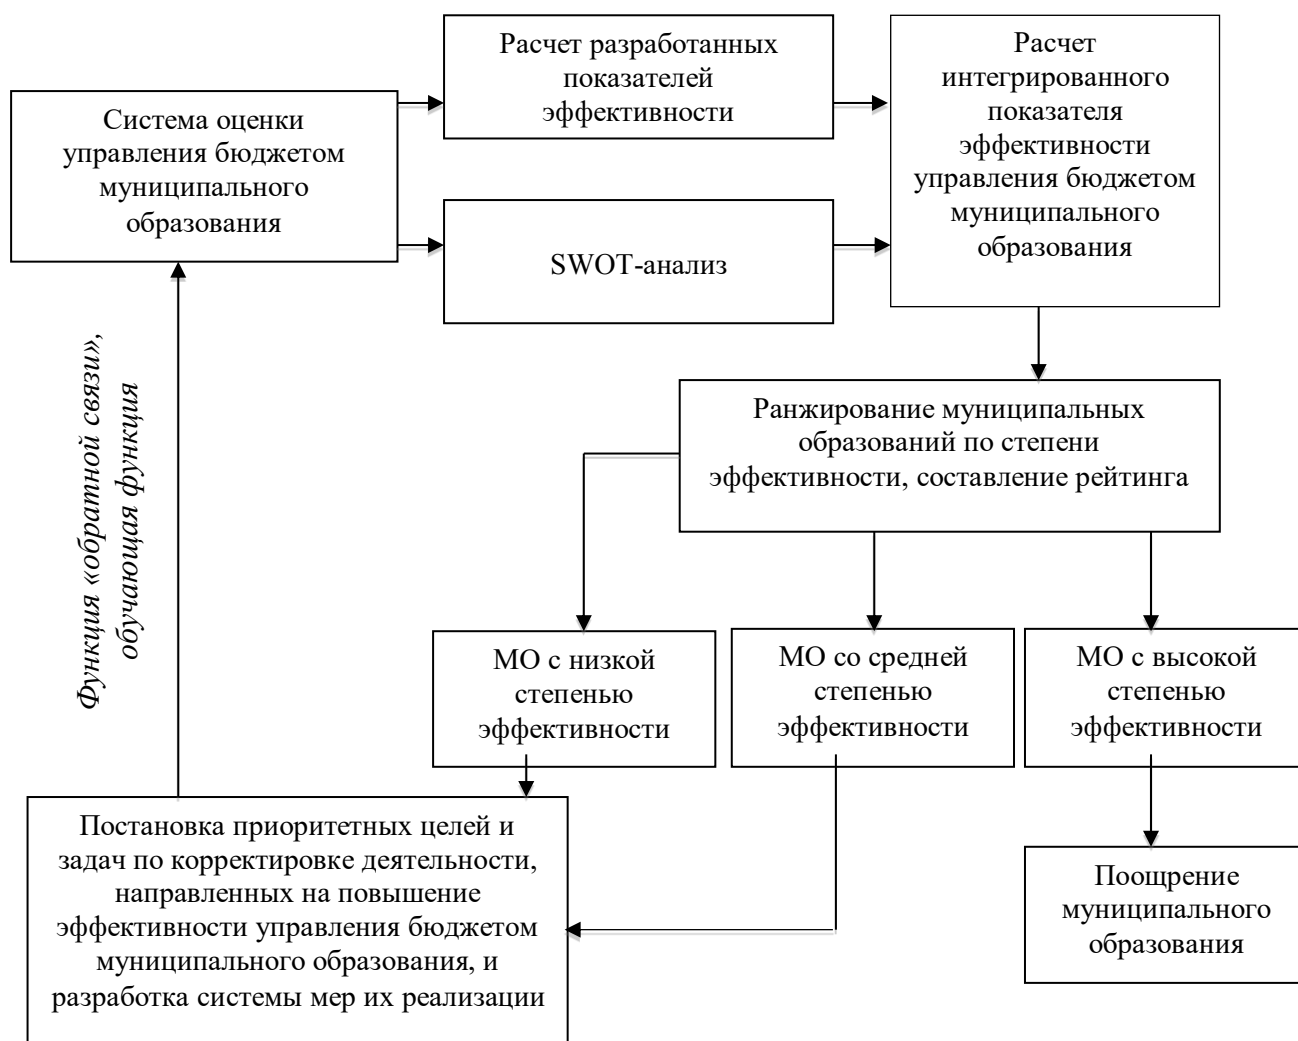 Расчет разработанных
показателей
эффективности
Расчет
интегрированного
показателя
эффективности
управления бюджетом
муниципального
образования
Система оценки
управления бюджетом
муниципального
образования
SWOT-анализ
Функция «обратной связи»,
обучающая функция
Ранжирование муниципальных
образований по степени
эффективности, составление рейтинга
МО с низкой
степенью
эффективности
МО со средней
степенью
эффективности
МО с высокой
степенью
эффективности
Постановка приоритетных целей и
задач по корректировке деятельности,
направленных на повышение
эффективности управления бюджетом
муниципального образования, и
разработка системы мер их реализации
Поощрение
муниципального
образования